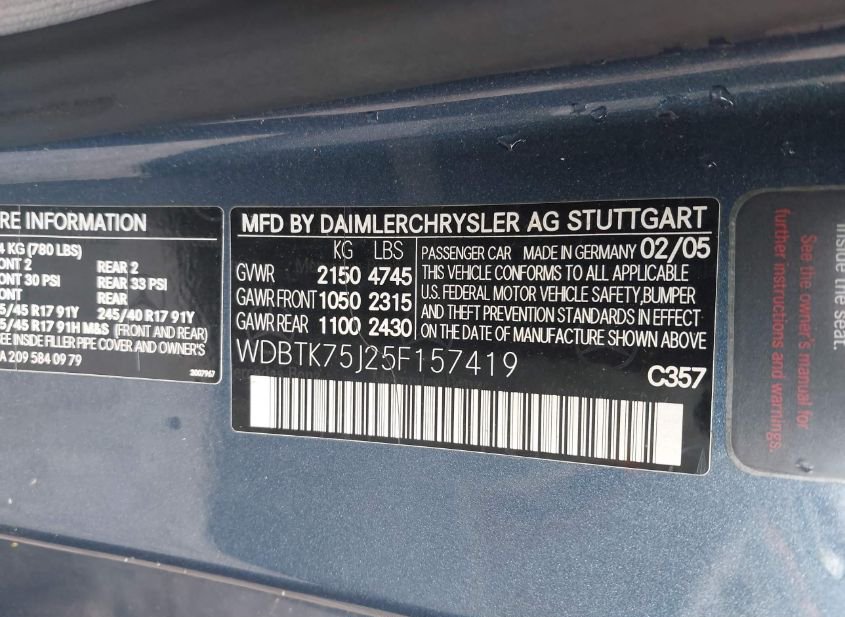 RE INFORMATION
4 KG (780 LBS)
ONT 2 REAR 2
ONT 30 PSI REAR 33 PSI
ONT REAR
5/45 R17 91Y 245/40 R17 91Y
5/45 R17 91H M&S (FRONT AND REAR)
EE INSIDE FILLER PIPE COVER AND OWNER'S
A 209 584 09 79
2007967
MFD BY DAIMLERCHRYSLER AG STUTTGART
KG LBS
GVWR 2150 4745
GAWR FRONT 1050 2315
GAWR REAR 1100 2430
PASSENGER CAR MADE IN GERMANY 02/05
THIS VEHICLE CONFORMS TO ALL APPLICABLE
U.S. FEDERAL MOTOR VEHICLE SAFETY, BUMPER
AND THEFT PREVENTION STANDARDS IN EFFECT
ON THE DATE OF MANUFACTURE SHOWN ABOVE
WDBTK75J25F157419
C357
inside the seat.
See the owner's manual for
further instructions and warnings.